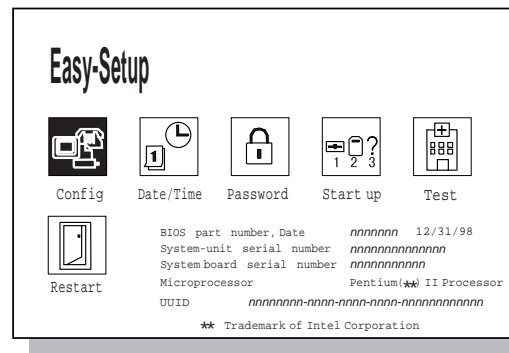 Easy-Setup
1
1 2 3
Config Date/Time Password Start up Test
Restart
BIOS part number, Date nnnnnnn 12/31/98
System-unit serial number nnnnnnnnnnnnnn
System board serial number nnnnnnnnnnn
Microprocessor Pentium(**) II Processor
UUID nnnnnnnn-nnnn-nnnn-nnnn-nnnnnnnnnnnn
** Trademark of Intel Corporation